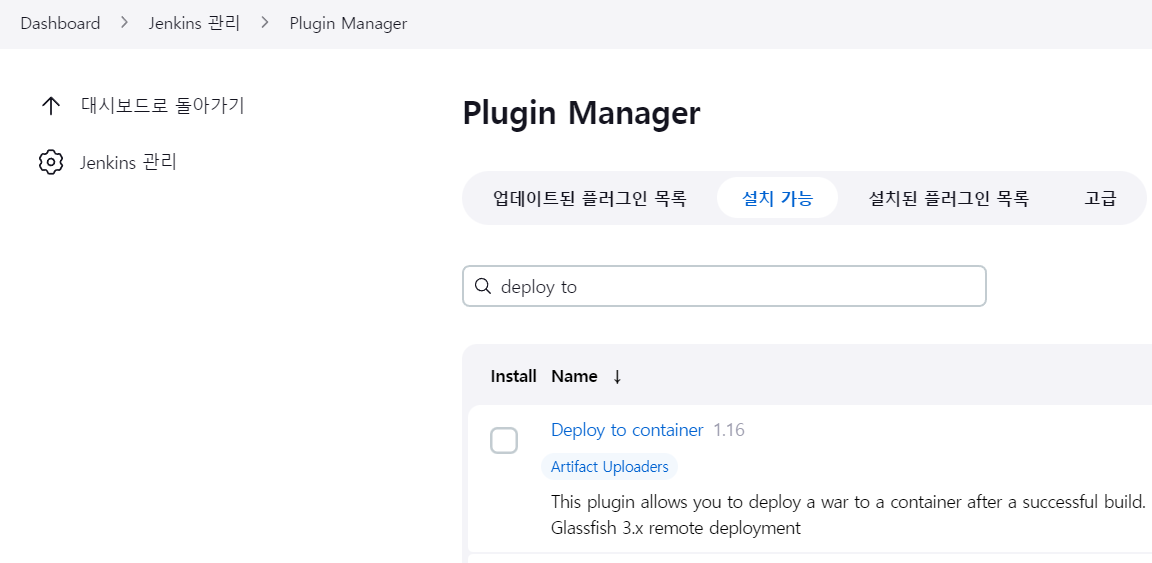 Dashboard > Jenkins 관리 > Plugin Manager
대시보드로 돌아가기
Jenkins 관리
Plugin Manager
업데이트된 플러그인 목록 설치 가능 설치된 플러그인 목록 고급
deploy to
Install Name ↓
Deploy to container 1.16
Artifact Uploaders
This plugin allows you to deploy a war to a container after a successful build.
Glassfish 3.x remote deployment